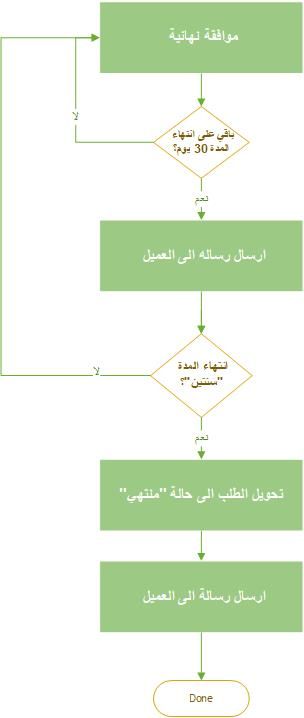 موافقة نهائية
باقي على انتهاء
المدة 30 يوم؟
لا
نعم
ارسال رساله الى العميل
انتهاء المدة
"سنتين"؟
لا
نعم
تحويل الطلب الى حالة "منتهي"
ارسال رسالة الى العميل
Done